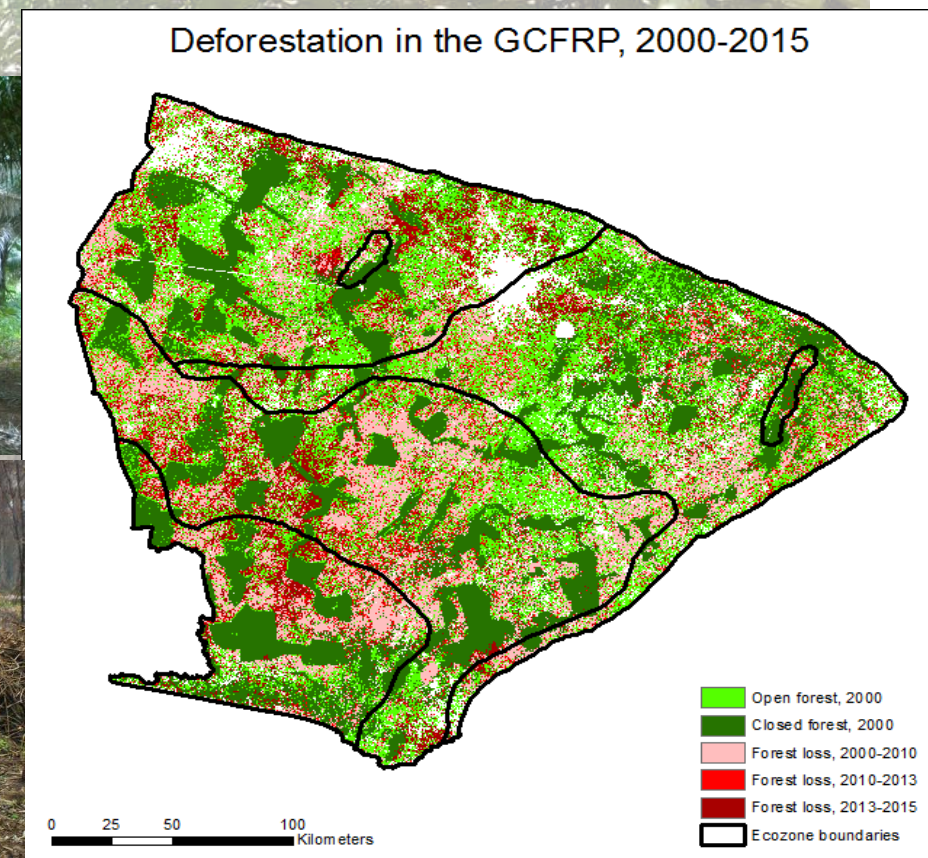 Deforestation in the GCFRP, 2000-2015
Open forest, 2000
Closed forest, 2000
Forest loss, 2000-2010
Forest loss, 2010-2013
Forest loss, 2013-2015
Ecozone boundaries
0 25 50 100
Kilometers